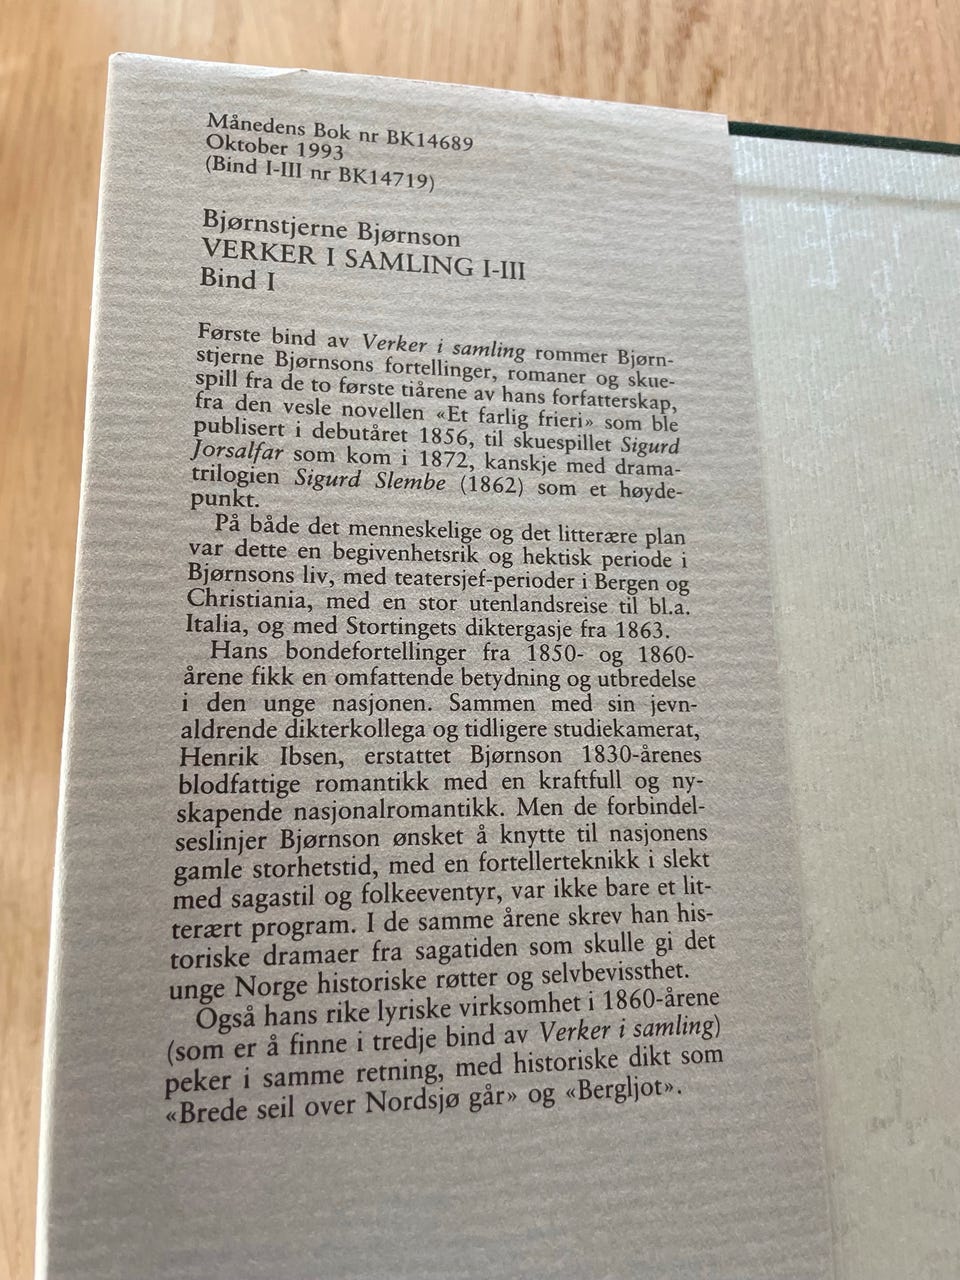 Månedens Bok nr BK14689
Oktober 1993
(Bind I-III nr BK14719)
Bjørnstjerne Bjørnson
VERKER I SAMLING I-III
Bind I
Første bind av Verker i samling rommer Bjørn-
stjerne Bjørnsons fortellinger, romaner og skue-
spill fra de to første tiårene av hans forfatterskap,
fra den vesle novellen «Et farlig frieri» som ble
publisert i debutåret 1856, til skuespillet Sigurd
Jorsalfar som kom i 1872, kanskje med drama-
trilogien Sigurd Slembe (1862) som et høyde-
punkt.
På både det menneskelige og det litterære plan
var dette en begivenhetsrik og hektisk periode i
Bjørnsons liv, med teatersjef-perioder i Bergen og
Christiania, med en stor utenlandsreise til bl.a.
Italia, og med Stortingets diktergasje fra 1863.
Hans bondefortellinger fra 1850- og 1860-
årene fikk en omfattende betydning og utbredelse
i den unge nasjonen. Sammen med sin jevn-
aldrende dikterkollega og tidligere studiekamerat,
Henrik Ibsen, erstattet Bjørnson 1830-årenes
blodfattige romantikk med en kraftfull og ny-
skapende nasjonalromantikk. Men de forbindel-
seslinjer Bjørnson ønsket å knytte til nasjonens
gamle storhetstid, med en fortellerteknikk i slekt
med sagastil og folkeeventyr, var ikke bare et lit-
terært program. I de samme årene skrev han his-
toriske dramaer fra sagatiden som skulle gi det
unge Norge historiske røtter og selvbevissthet.
Også hans rike lyriske virksomhet i 1860-årene
(som er å finne i tredje bind av Verker i samling)
peker i samme retning, med historiske dikt som
«Brede seil over Nordsjø går» og «Bergljot».